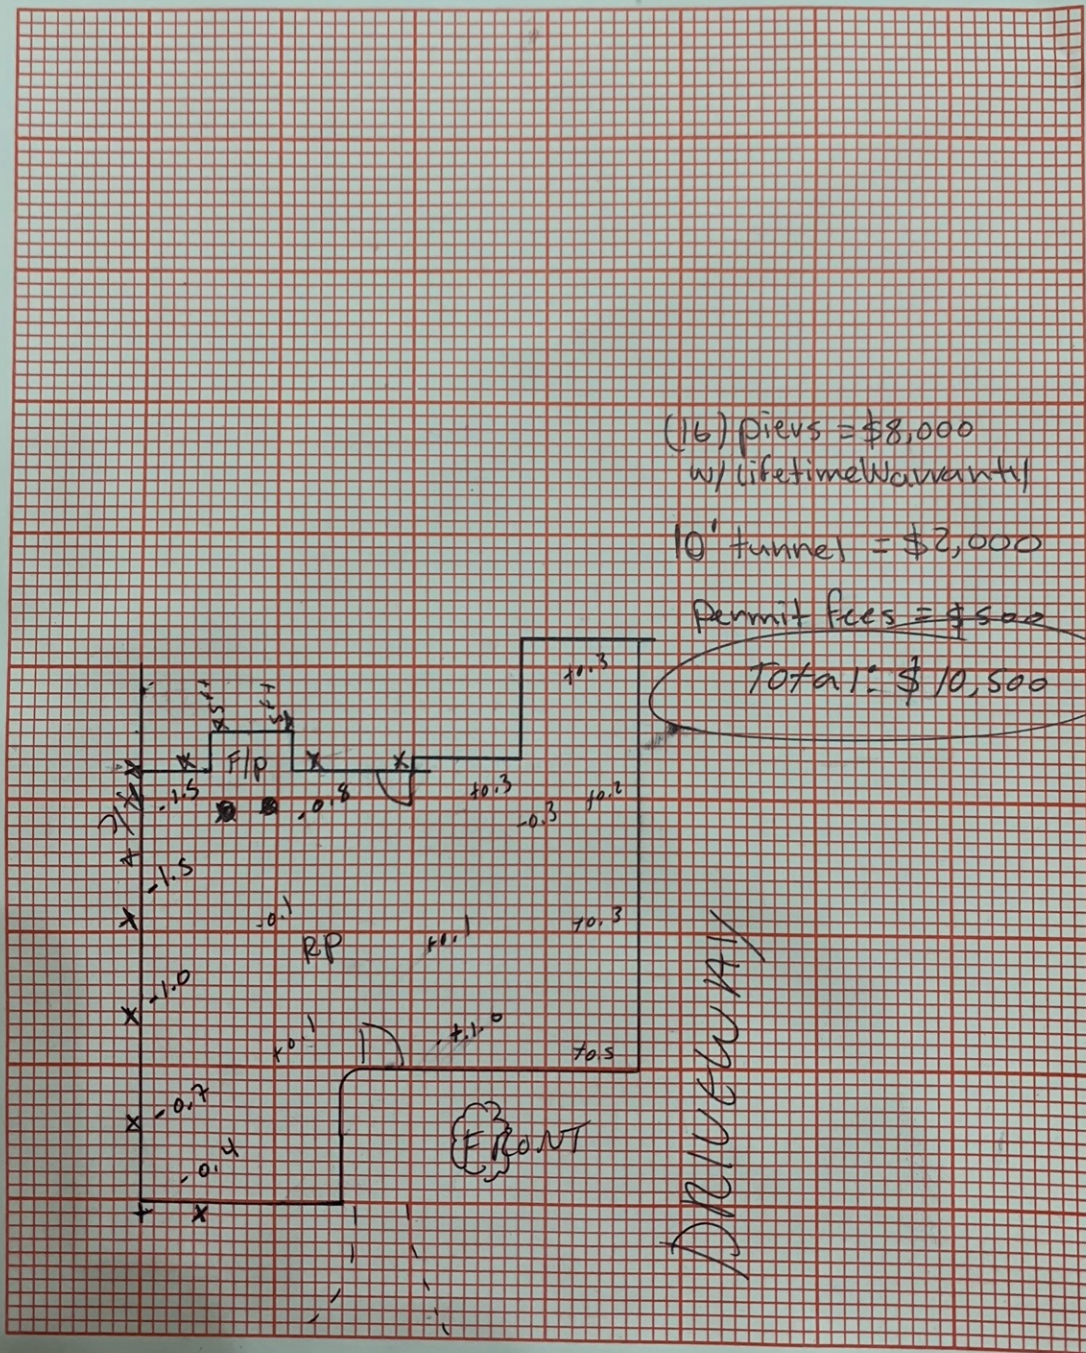 (16) piers = $8,000
w/ lifetime Warranty
10' tunnel = $2,000
permit fees = $500
Total: $10,500
+0.3
F/P
-1.5
-0.8
+0.3
+0.2
-0.3
-1.5
-0.1
RP
+0.1
+0.3
-1.0
+0.1
+1.0
+0.5
-0.7
-0.4
FRONT
DRIVEWAY